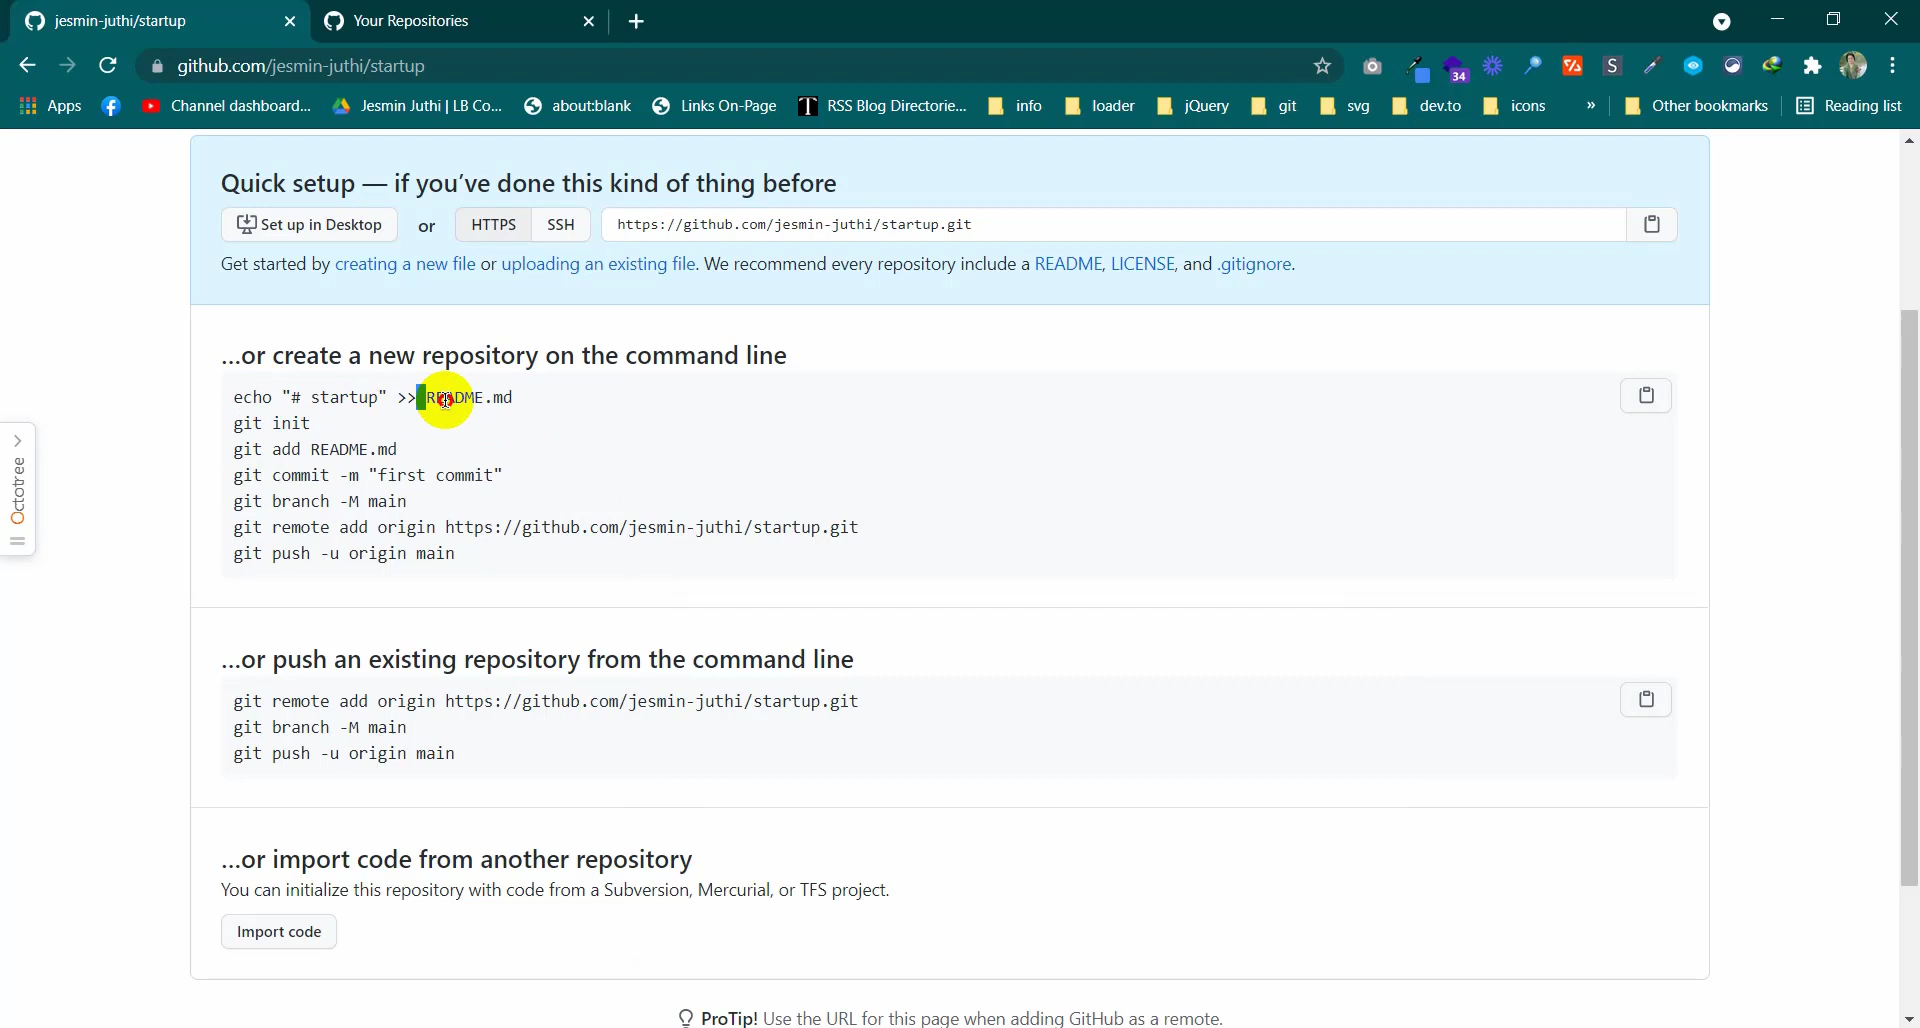 jesmin-juthi/startup
Your Repositories
github.com/jesmin-juthi/startup
34
S
Apps
Channel dashboard...
Jesmin Juthi | LB Co...
about:blank
Links On-Page
T
RSS Blog Directorie...
info
loader
jQuery
git
svg
dev.to
icons
»
Other bookmarks
Reading list
Quick setup — if you've done this kind of thing before
Set up in Desktop
or
HTTPS
SSH
https://github.com/jesmin-juthi/startup.git
Get started by creating a new file or uploading an existing file. We recommend every repository include a README, LICENSE, and .gitignore.
Octotree
...or create a new repository on the command line
echo "# startup" >> README.md
git init
git add README.md
git commit -m "first commit"
git branch -M main
git remote add origin https://github.com/jesmin-juthi/startup.git
git push -u origin main
...or push an existing repository from the command line
git remote add origin https://github.com/jesmin-juthi/startup.git
git branch -M main
git push -u origin main
...or import code from another repository
You can initialize this repository with code from a Subversion, Mercurial, or TFS project.
Import code
ProTip! Use the URL for this page when adding GitHub as a remote.